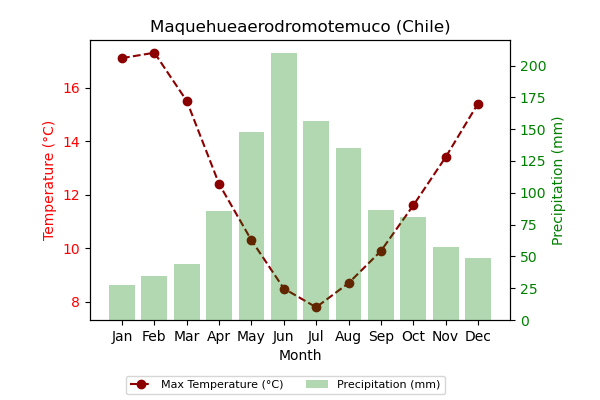 Maquehueaerodromotemuco (Chile)
Temperature (°C)
16
14
12
10
8
200
175
150
125
100
75
50
25
0
Precipitation (mm)
Jan Feb Mar Apr May Jun Jul Aug Sep Oct Nov Dec
Month
Max Temperature (°C) Precipitation (mm)